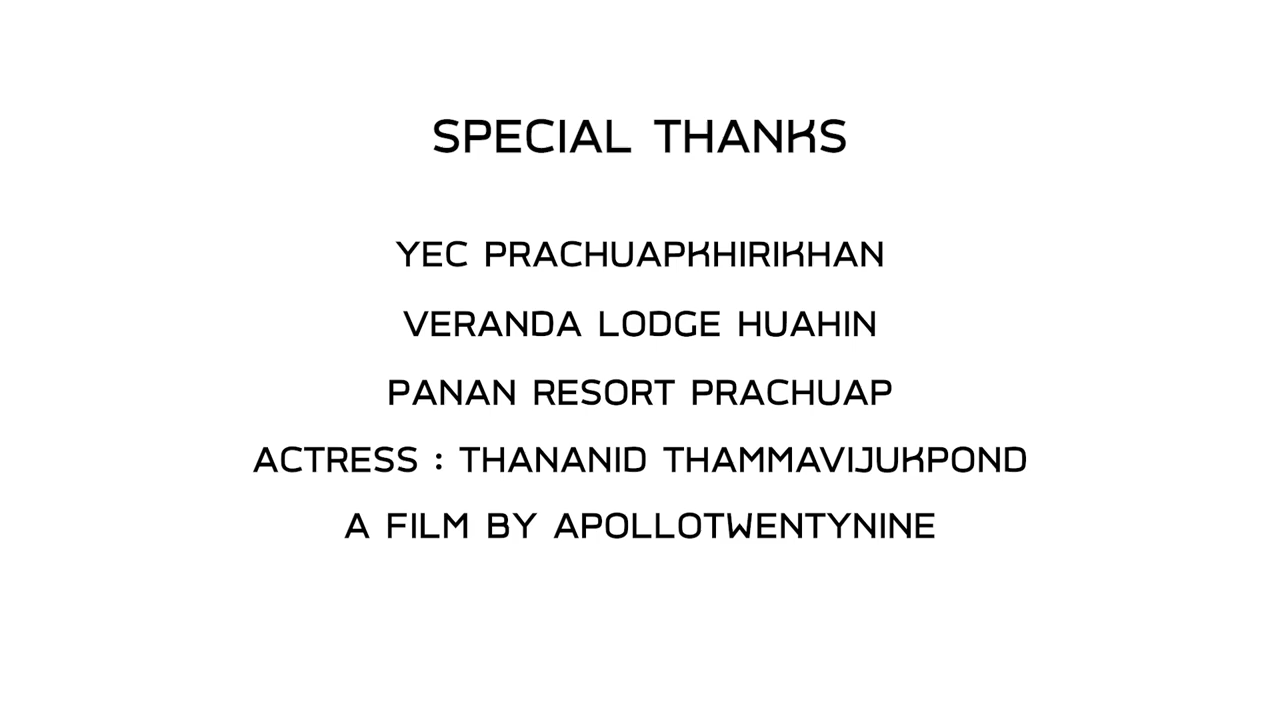 SPECIAL THANKS
YEC PRACHUAPKHIRIKHAN
VERANDA LODGE HUAHIN
PANAN RESORT PRACHUAP
ACTRESS : THANANID THAMMAVIJUKPOND
A FILM BY APOLLOTWENTYNINE